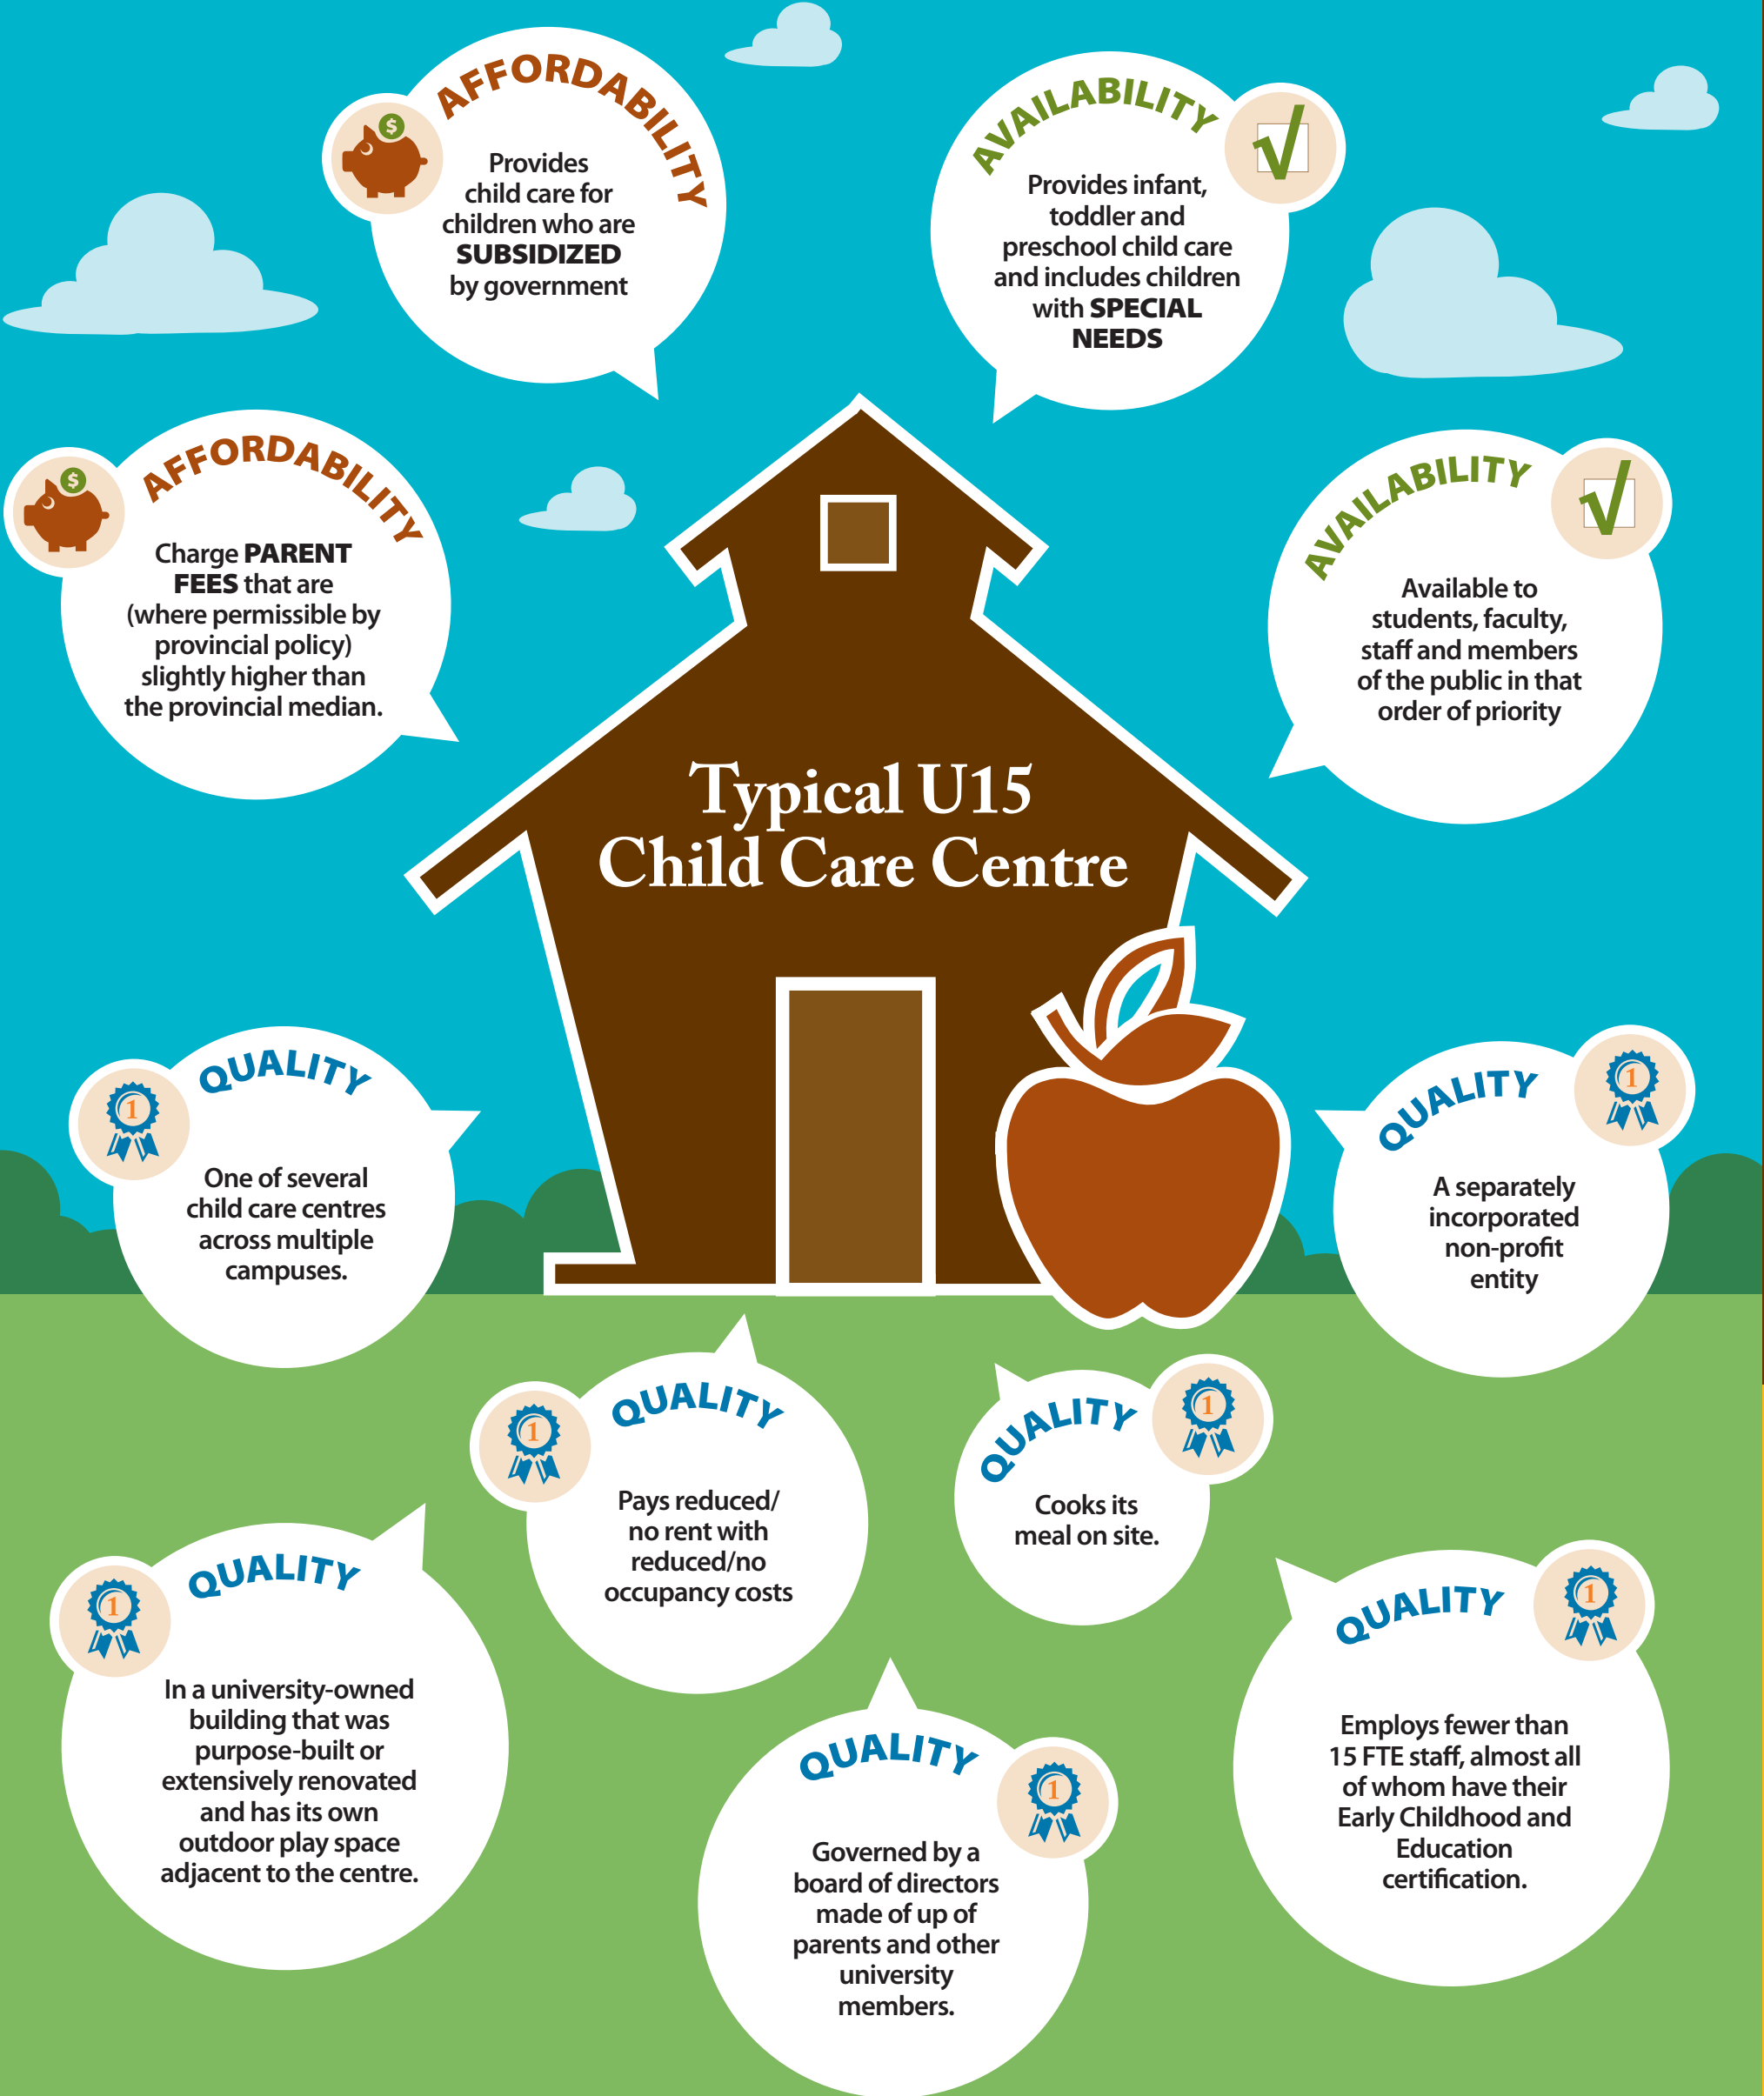 AFFORDABILITY
$
Provides
child care for
children who are
SUBSIDIZED
by government
AVAILABILITY
√
Provides infant,
toddler and
preschool child care
and includes children
with SPECIAL
NEEDS
AFFORDABILITY
$
Charge PARENT
FEES that are
(where permissible by
provincial policy)
slightly higher than
the provincial median.
AVAILABILITY
√
Available to
students, faculty,
staff and members
of the public in that
order of priority
Typical U15
Child Care Centre
QUALITY
1
One of several
child care centres
across multiple
campuses.
QUALITY
1
A separately
incorporated
non-profit
entity
QUALITY
1
Pays reduced/
no rent with
reduced/no
occupancy costs
QUALITY
1
Cooks its
meal on site.
QUALITY
1
In a university-owned
building that was
purpose-built or
extensively renovated
and has its own
outdoor play space
adjacent to the centre.
QUALITY
1
Governed by a
board of directors
made of up of
parents and other
university
members.
QUALITY
1
Employs fewer than
15 FTE staff, almost all
of whom have their
Early Childhood and
Education
certification.